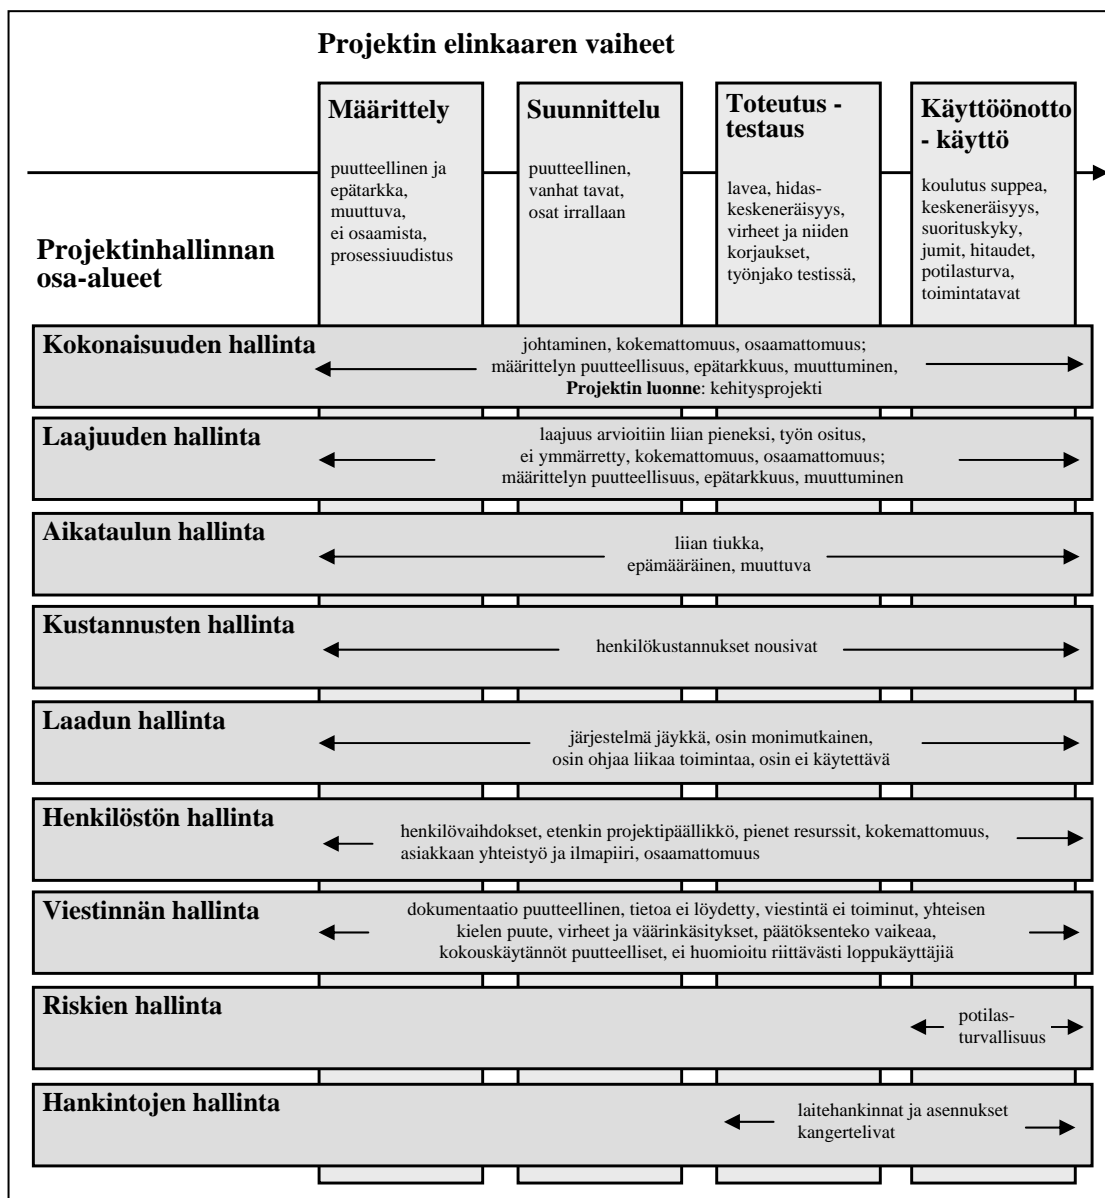 Projektin elinkaaren vaiheet
Määrittely
puutteellinen ja
epätarkka,
muuttuva,
ei osaamista,
prosessiuudistus
Suunnittelu
puutteellinen,
vanhat tavat,
osat irrallaan
Toteutus -
testaus
lavea, hidas-
keskeneräisyys,
virheet ja niiden
korjaukset,
työnjako testissä,
Käyttöönotto
- käyttö
koulutus suppea,
keskeneräisyys,
suorituskyky,
jumit, hitaudet,
potilasturva,
toimintatavat
Projektinhallinnan
osa-alueet
Kokonaisuuden hallinta
johtaminen, kokemattomuus, osaamattomuus;
määrittelyn puutteellisuus, epätarkkuus, muuttuminen,
Projektin luonne: kehitysprojekti
Laajuuden hallinta
laajuus arvioitiin liian pieneksi, työn ositus,
ei ymmärretty, kokemattomuus, osaamattomuus;
määrittelyn puutteellisuus, epätarkkuus, muuttuminen
Aikataulun hallinta
liian tiukka,
epämääräinen, muuttuva
Kustannusten hallinta
henkilökustannukset nousivat
Laadun hallinta
järjestelmä jäykkä, osin monimutkainen,
osin ohjaa liikaa toimintaa, osin ei käytettävä
Henkilöstön hallinta
henkilövaihdokset, etenkin projektipäällikkö, pienet resurssit, kokemattomuus,
asiakkaan yhteistyö ja ilmapiiri, osaamattomuus
Viestinnän hallinta
dokumentaatio puutteellinen, tietoa ei löydetty, viestintä ei toiminut, yhteisen
kielen puute, virheet ja väärinkäsitykset, päätöksenteko vaikeaa,
kokouskäytännöt puutteelliset, ei huomioitu riittävästi loppukäyttäjiä
Riskien hallinta
potilas-
turvallisuus
Hankintojen hallinta
laitehankinnat ja asennukset
kangertelivat